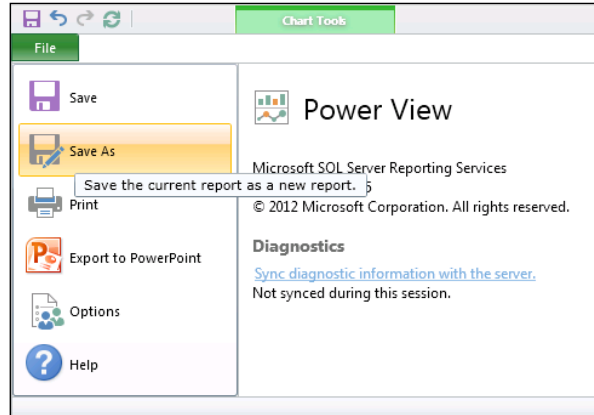 Chart Tools
File
Save
Save As
Save the current report as a new report.
Print
Export to PowerPoint
Options
Help
Power View
Microsoft SQL Server Reporting Services
5
© 2012 Microsoft Corporation. All rights reserved.
Diagnostics
Sync diagnostic information with the server.
Not synced during this session.